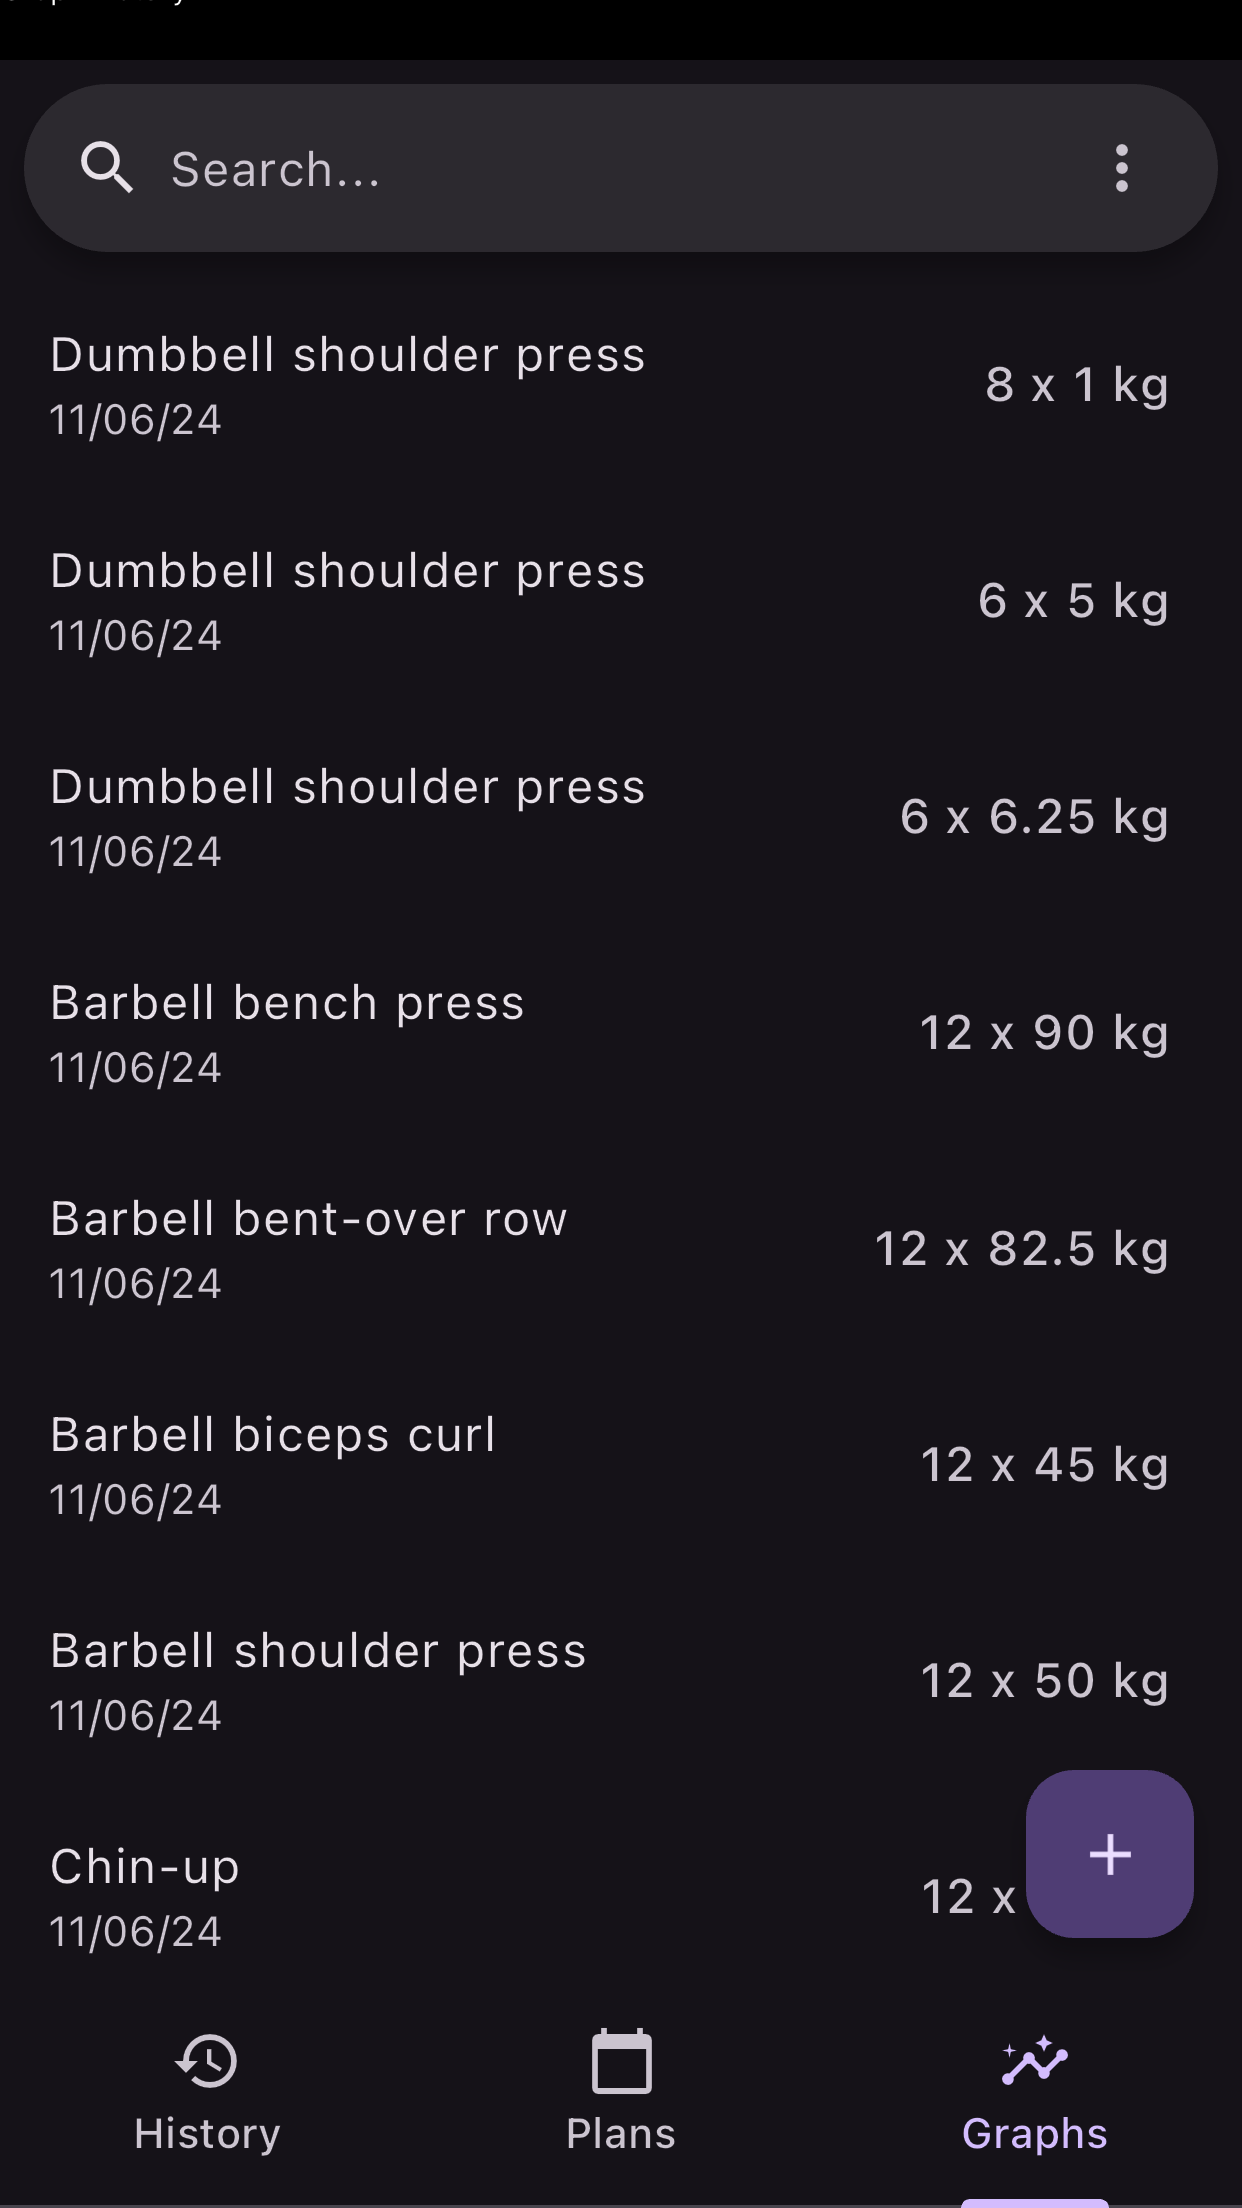 Search...
Dumbbell shoulder press
11/06/24
8 x 1 kg
Dumbbell shoulder press
11/06/24
6 x 5 kg
Dumbbell shoulder press
11/06/24
6 x 6.25 kg
Barbell bench press
11/06/24
12 x 90 kg
Barbell bent-over row
11/06/24
12 x 82.5 kg
Barbell biceps curl
11/06/24
12 x 45 kg
Barbell shoulder press
11/06/24
12 x 50 kg
Chin-up
11/06/24
12 x
History
Plans
Graphs